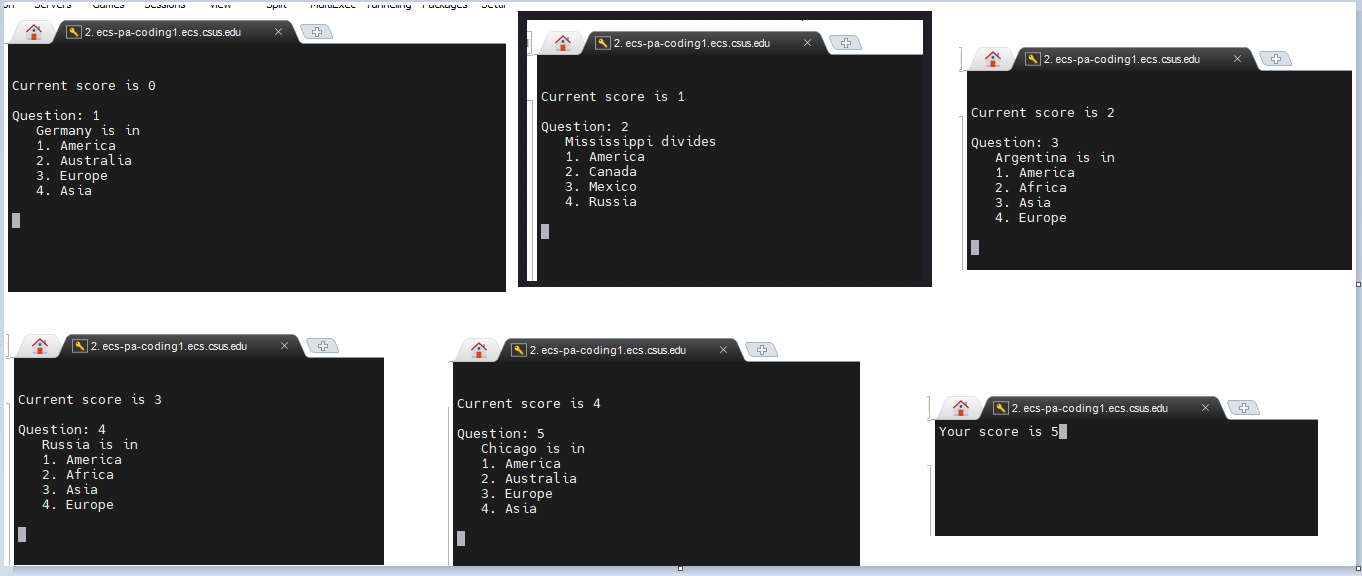 Servers Games Sessions View Split MultiExec Tunneling Packages
2. ecs-pa-coding1.ecs.csus.edu
Current score is 0
Question: 1
Germany is in
1. America
2. Australia
3. Europe
4. Asia
2. ecs-pa-coding1.ecs.csus.edu
Current score is 1
Question: 2
Mississippi divides
1. America
2. Canada
3. Mexico
4. Russia
2. ecs-pa-coding1.ecs.csus.edu
Current score is 2
Question: 3
Argentina is in
1. America
2. Africa
3. Asia
4. Europe
2. ecs-pa-coding1.ecs.csus.edu
Current score is 3
Question: 4
Russia is in
1. America
2. Africa
3. Asia
4. Europe
2. ecs-pa-coding1.ecs.csus.edu
Current score is 4
Question: 5
Chicago is in
1. America
2. Australia
3. Europe
4. Asia
2. ecs-pa-coding1.ecs.csus.edu
Your score is 5